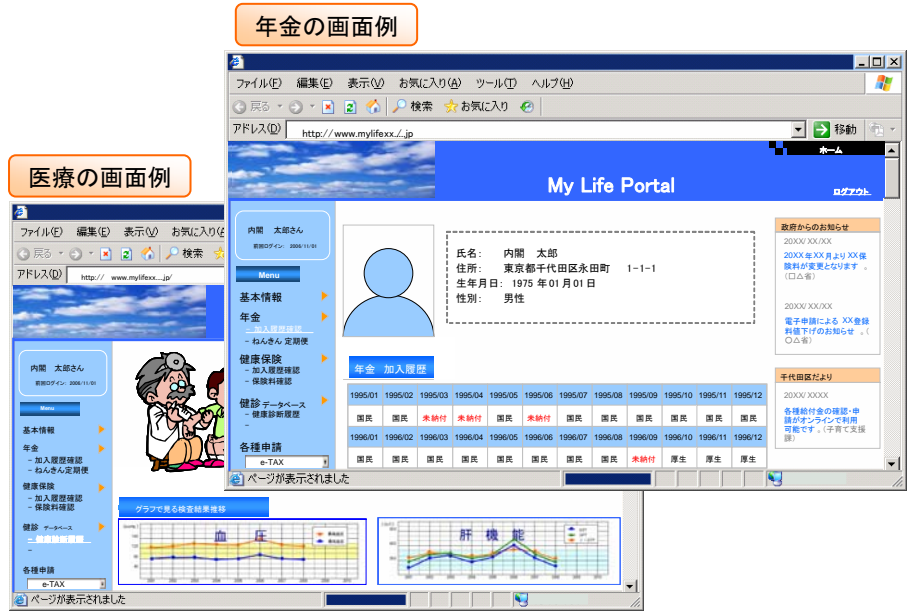 年金の画面例
ファイル(F) 編集(E) 表示(V) お気に入り(A) ツール(T) ヘルプ(H)
戻る 検索 お気に入り
アドレス(D) http://www.mylifexx./..jp 移動
ホーム
My Life Portal
ログアウト
内閣 太郎さん
前回ログイン: 2006/11/01
Menu
基本情報
年金
- 加入履歴確認
- ねんきん定期便
健康保険
- 加入履歴確認
- 保険料確認
健診データベース
- 健康診断履歴
-
各種申請
e-TAX
氏名: 内閣 太郎
住所: 東京都千代田区永田町 1-1-1
生年月日: 1975 年01月01日
性別: 男性
年金 加入履歴
1995/01 1995/02 1995/03 1995/04 1995/05 1995/06 1995/07 1995/08 1995/09 1995/10 1995/11 1995/12
国民 国民 未納付 未納付 国民 未納付 国民 国民 国民 国民 国民 国民
1996/01 1996/02 1996/03 1996/04 1996/05 1996/06 1996/07 1996/08 1996/09 1996/10 1996/11 1996/12
国民 国民 国民 国民 国民 国民 国民 国民 未納付 厚生 厚生 厚生
政府からのお知らせ
20XX/XX/XX
20XX年XX月よりXX保
険料が変更となります 。
(口△省)
20XX/XX/XX
電子申請による XX登録
料値下げのお知らせ 。(
〇△省)
千代田区だより
20XX/XXXX
各種給付金の確認・申
請がオンラインで利用
可能です 。(子育て支援
課)
ページが表示されました
医療の画面例
ファイル(F) 編集(E) 表示(V) お気に入り(
戻る 検索
アドレス(D) http:// www.mylifexx....jp/
内閣 太郎さん
前回ログイン: 2006/11/01
Menu
基本情報
年金
- 加入履歴確認
- ねんきん定期便
健康保険
- 加入履歴確認
- 保険料確認
健診 データベース
- 健康診断履歴
-
各種申請
e-TAX
グラフで見る検査結果推移
血 圧
肝 機 能
ページが表示されました